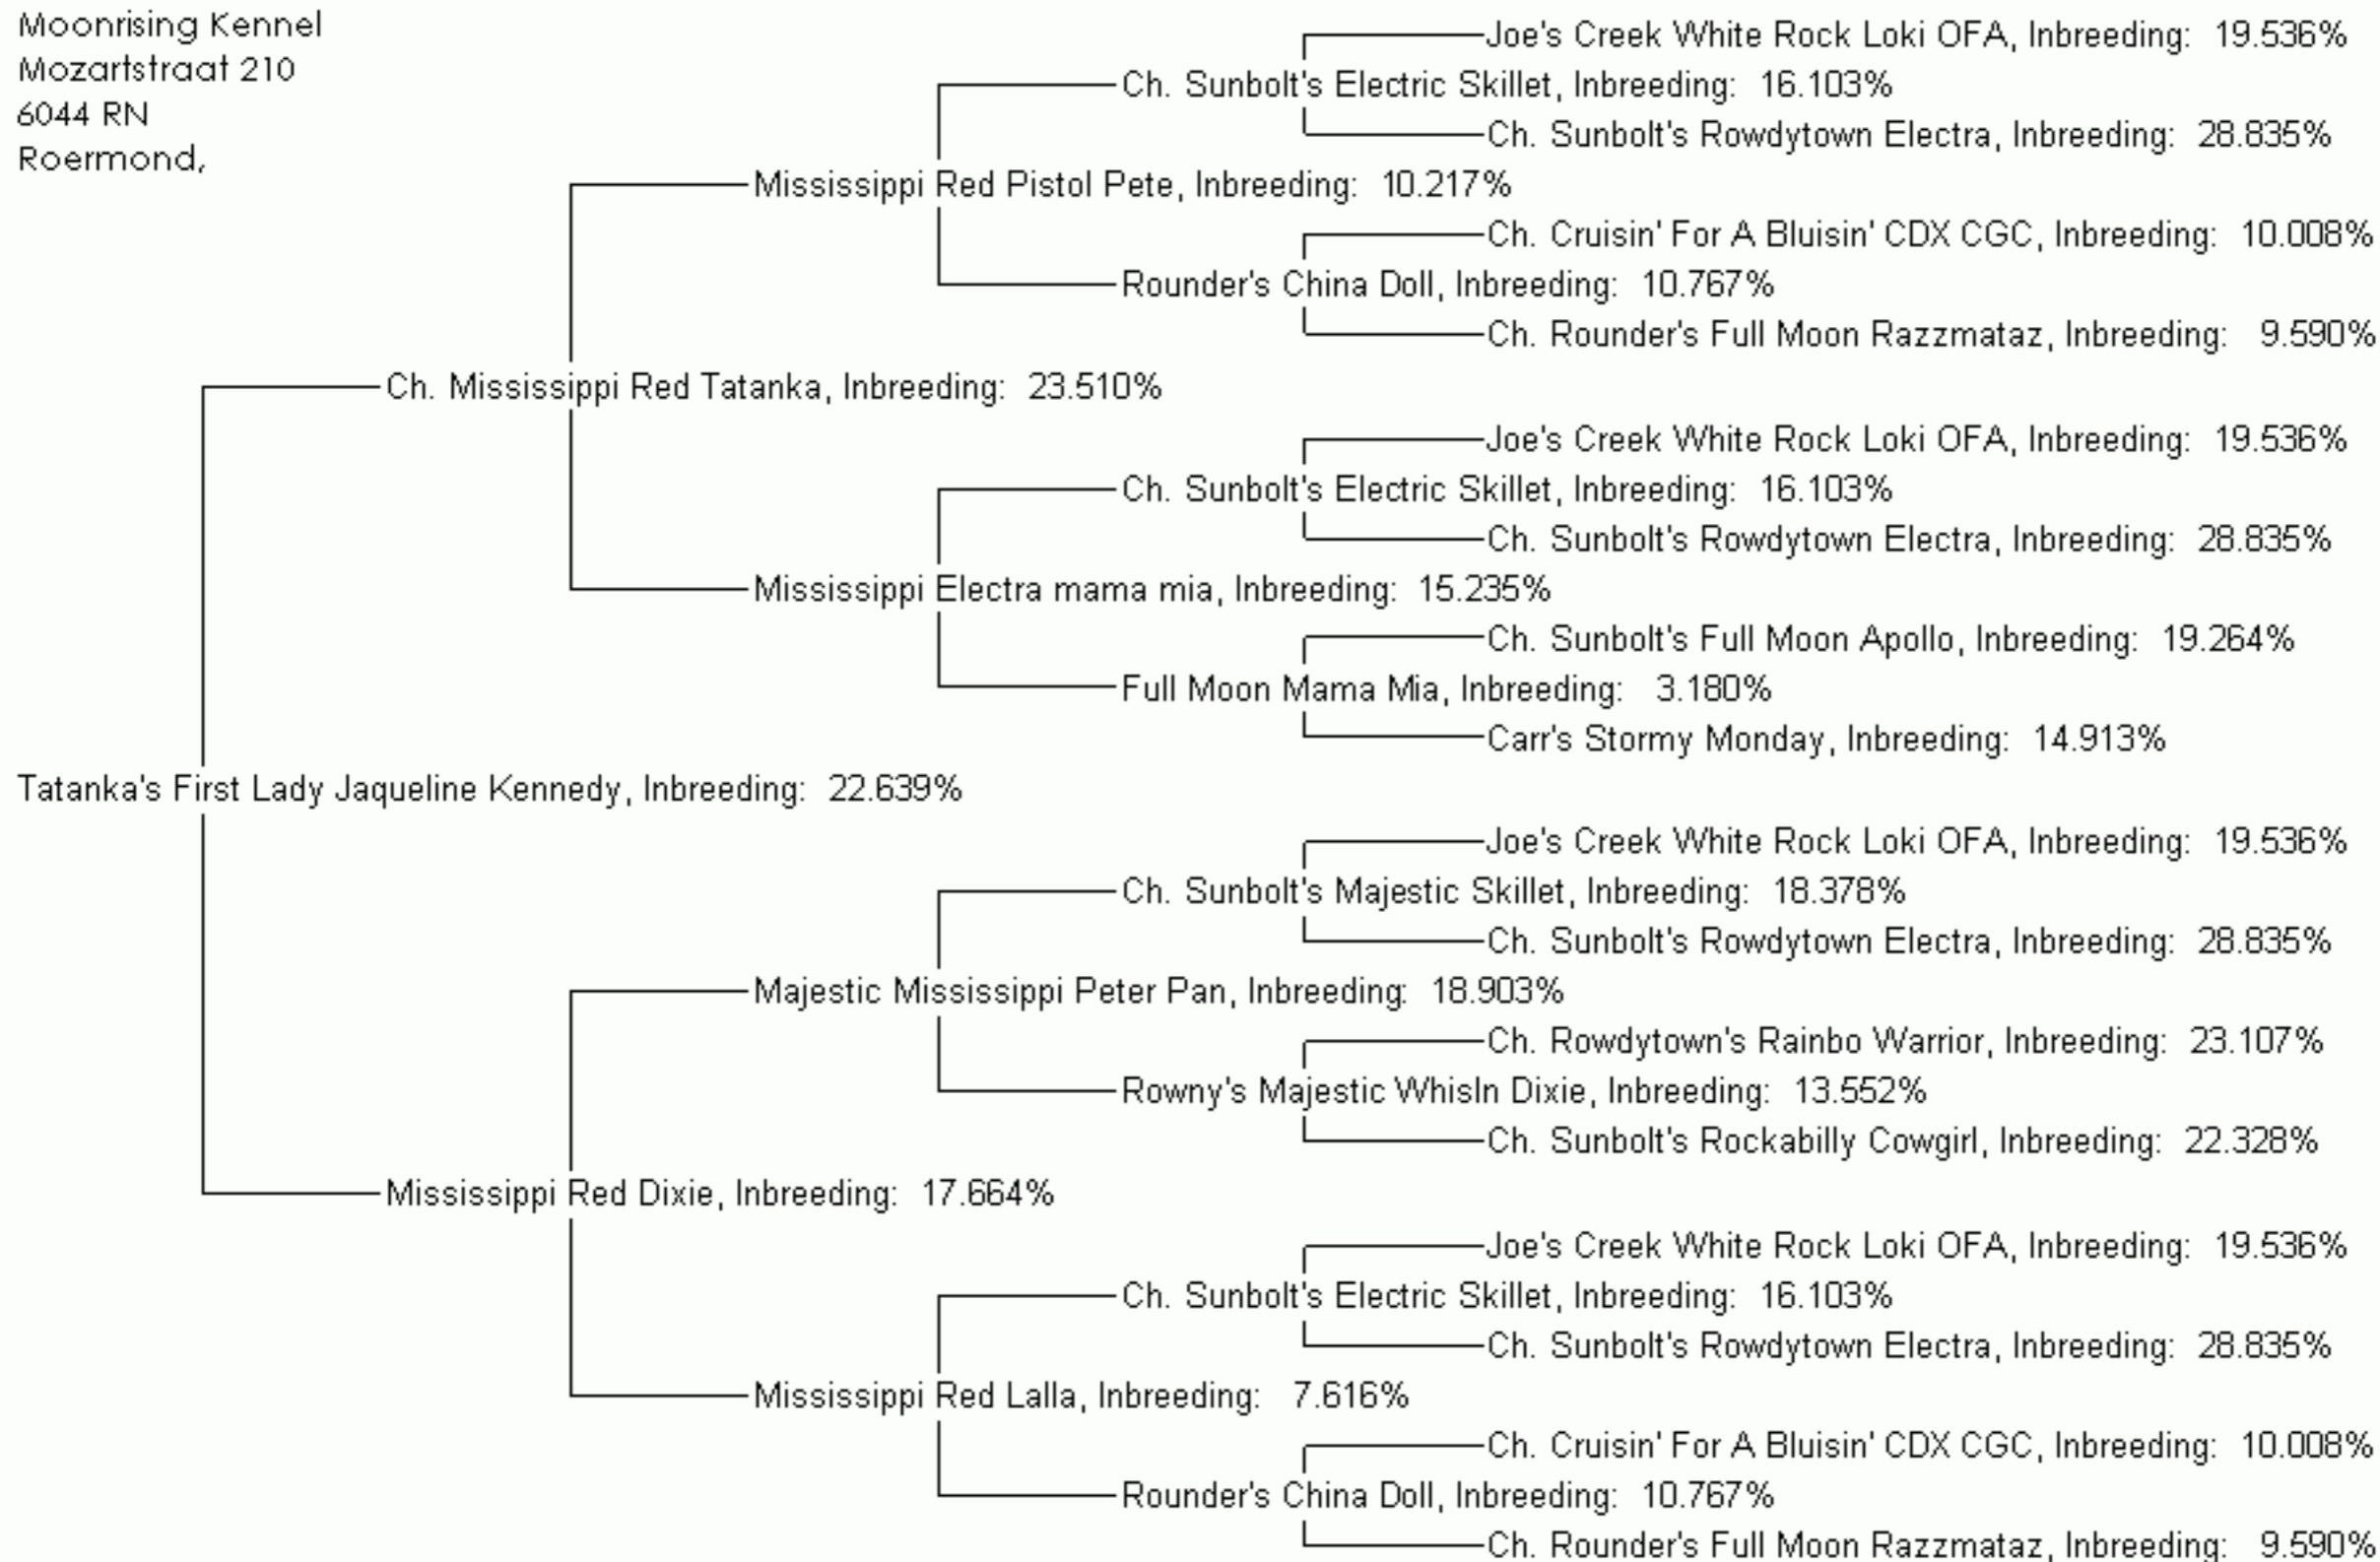 Moonrising Kennel
Mozartstraat 210
6044 RN
Roermond,
Joe's Creek White Rock Loki OFA, Inbreeding: 19.536%
Ch. Sunbolt's Electric Skillet, Inbreeding: 16.103%
Ch. Sunbolt's Rowdytown Electra, Inbreeding: 28.835%
Mississippi Red Pistol Pete, Inbreeding: 10.217%
Ch. Cruisin' For A Bluisin' CDX CGC, Inbreeding: 10.008%
Rounder's China Doll, Inbreeding: 10.767%
Ch. Rounder's Full Moon Razzmataz, Inbreeding: 9.590%
Ch. Mississippi Red Tatanka, Inbreeding: 23.510%
Joe's Creek White Rock Loki OFA, Inbreeding: 19.536%
Ch. Sunbolt's Electric Skillet, Inbreeding: 16.103%
Ch. Sunbolt's Rowdytown Electra, Inbreeding: 28.835%
Mississippi Electra mama mia, Inbreeding: 15.235%
Ch. Sunbolt's Full Moon Apollo, Inbreeding: 19.264%
Full Moon Mama Mia, Inbreeding: 3.180%
Carr's Stormy Monday, Inbreeding: 14.913%
Tatanka's First Lady Jaqueline Kennedy, Inbreeding: 22.639%
Joe's Creek White Rock Loki OFA, Inbreeding: 19.536%
Ch. Sunbolt's Majestic Skillet, Inbreeding: 18.378%
Ch. Sunbolt's Rowdytown Electra, Inbreeding: 28.835%
Majestic Mississippi Peter Pan, Inbreeding: 18.903%
Ch. Rowdytown's Rainbo Warrior, Inbreeding: 23.107%
Rowny's Majestic Whisln Dixie, Inbreeding: 13.552%
Ch. Sunbolt's Rockabilly Cowgirl, Inbreeding: 22.328%
Mississippi Red Dixie, Inbreeding: 17.664%
Joe's Creek White Rock Loki OFA, Inbreeding: 19.536%
Ch. Sunbolt's Electric Skillet, Inbreeding: 16.103%
Ch. Sunbolt's Rowdytown Electra, Inbreeding: 28.835%
Mississippi Red Lalla, Inbreeding: 7.616%
Ch. Cruisin' For A Bluisin' CDX CGC, Inbreeding: 10.008%
Rounder's China Doll, Inbreeding: 10.767%
Ch. Rounder's Full Moon Razzmataz, Inbreeding: 9.590%